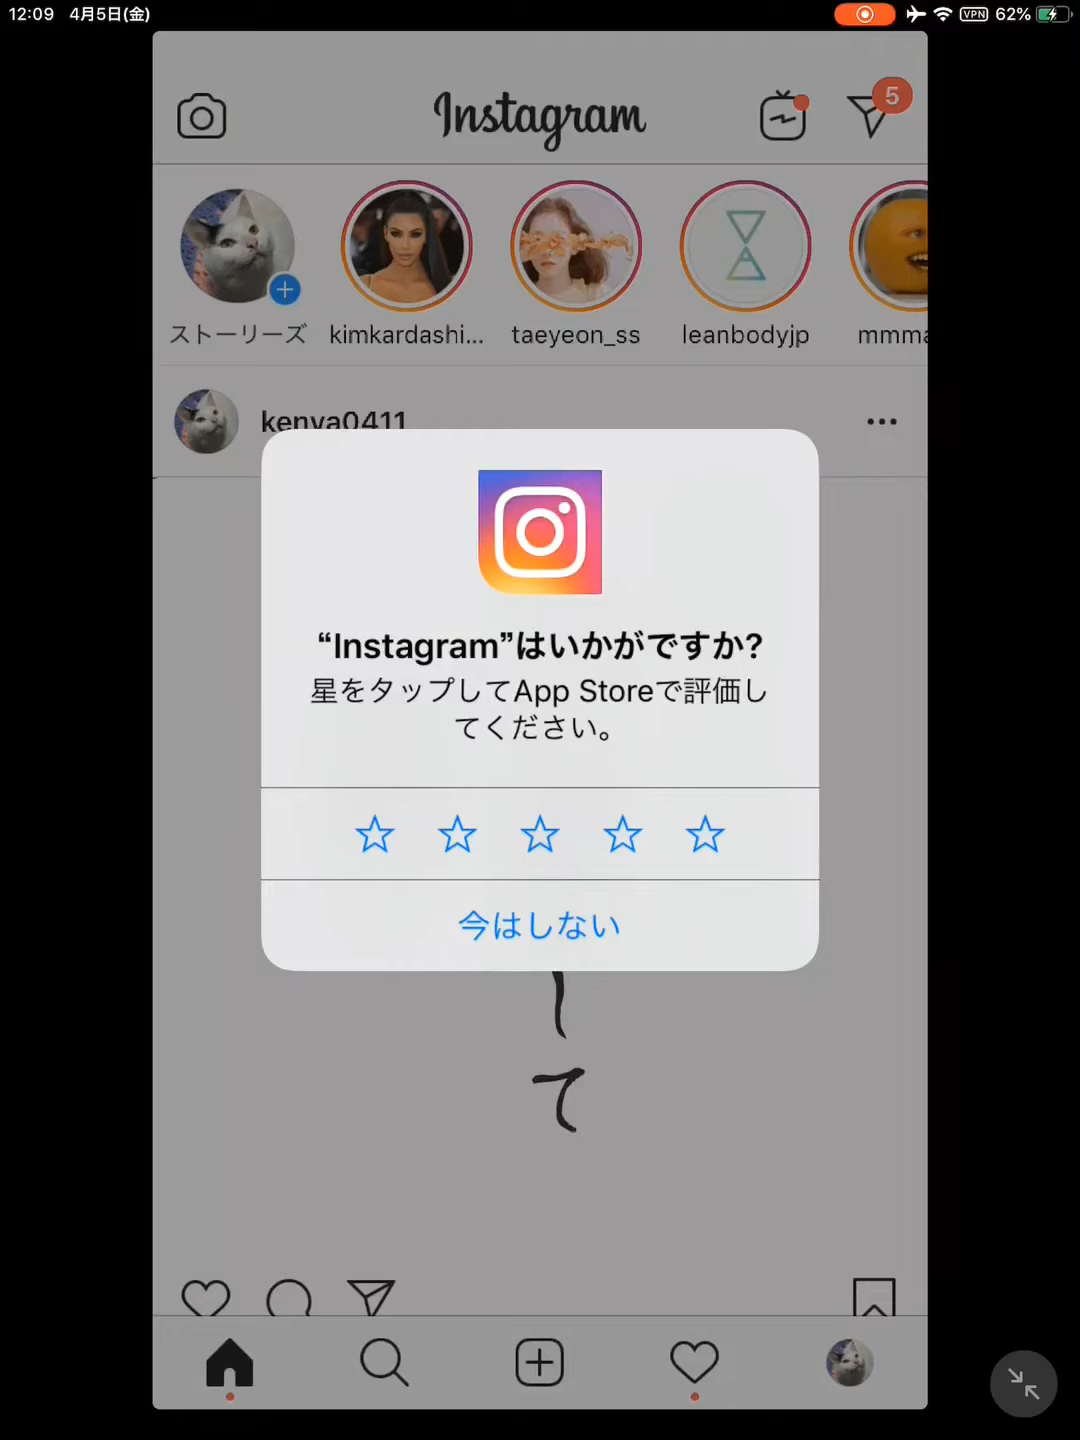 12:09 4月5日(金)
VPN 62%
Instagram
5
ストーリーズ kimkardashi... taeyeon_ss leanbodyjp mmma
kenya0411
“Instagram”はいかがですか?
星をタップしてApp Storeで評価し
てください。
今はしない
して